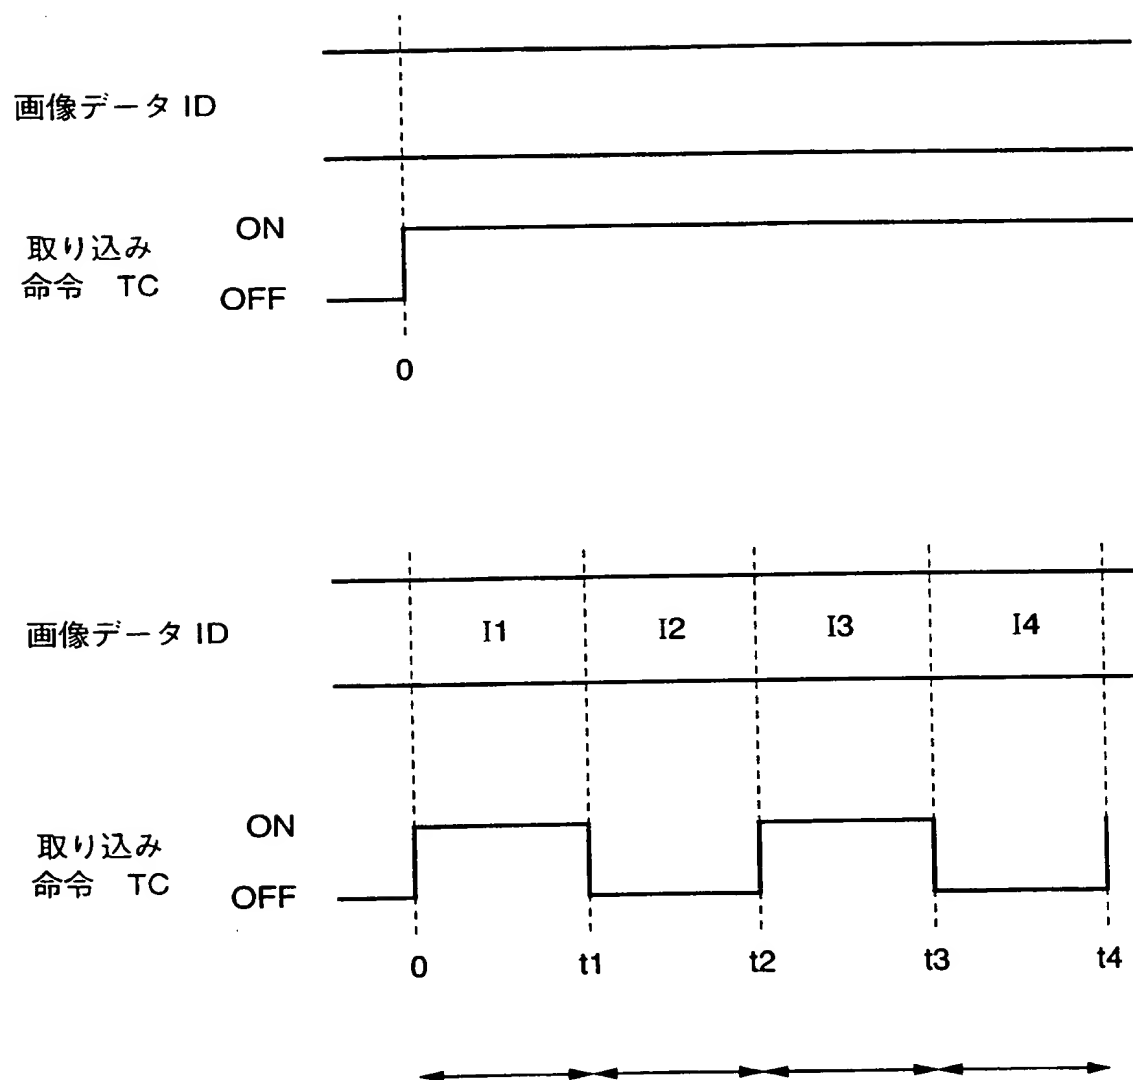 画像データ ID
ON
取り込み
命令 TC
OFF
0
画像データ ID
I1 I2 I3 I4
ON
取り込み
命令 TC
OFF
0 t1 t2 t3 t4